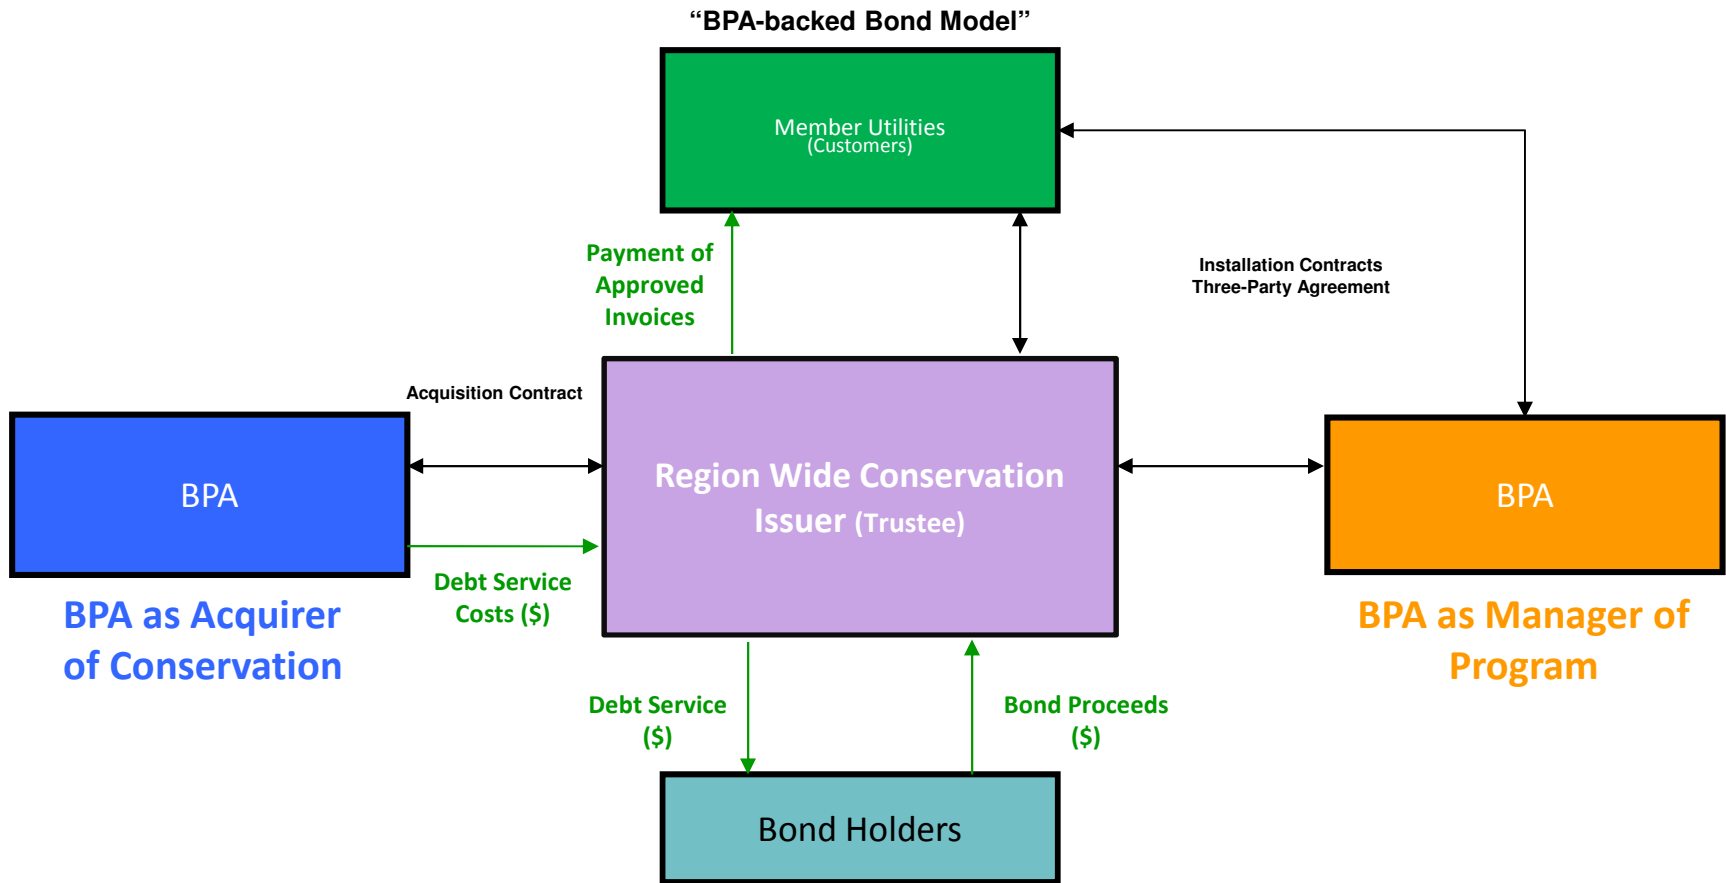 “BPA-backed Bond Model”
Member Utilities
(Customers)
Payment of
Approved
Invoices
Installation Contracts
Three-Party Agreement
Acquisition Contract
BPA
Region Wide Conservation
Issuer (Trustee)
BPA
Debt Service
Costs ($)
BPA as Acquirer
of Conservation
BPA as Manager of
Program
Debt Service
($)
Bond Proceeds
($)
Bond Holders